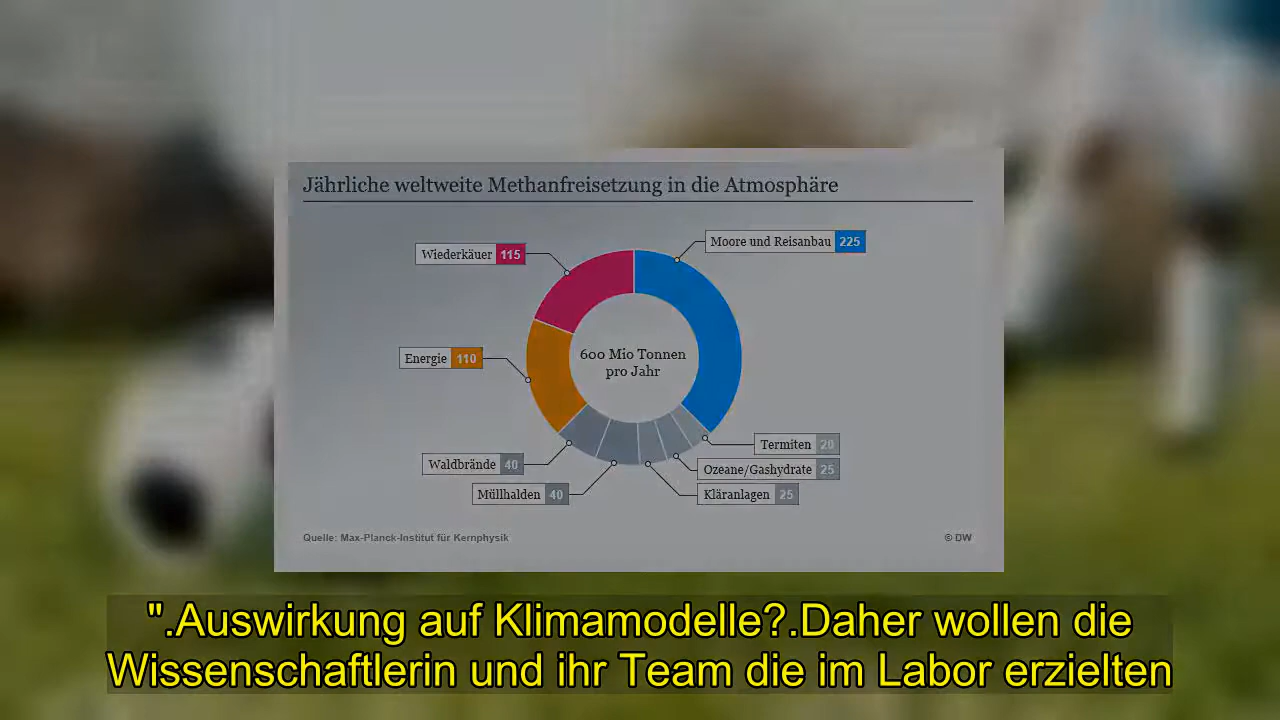 Jährliche weltweite Methanfreisetzung in die Atmosphäre
Moore und Reisanbau 225
Wiederkäuer 115
600 Mio Tonnen
pro Jahr
Energie 110
Termiten 20
Waldbrände 40
Ozeane/Gashydrate 25
Müllhalden 40
Kläranlagen 25
Quelle: Max-Planck-Institut für Kernphysik
© DW
".Auswirkung auf Klimamodelle?.Daher wollen die
Wissenschaftlerin und ihr Team die im Labor erzielten